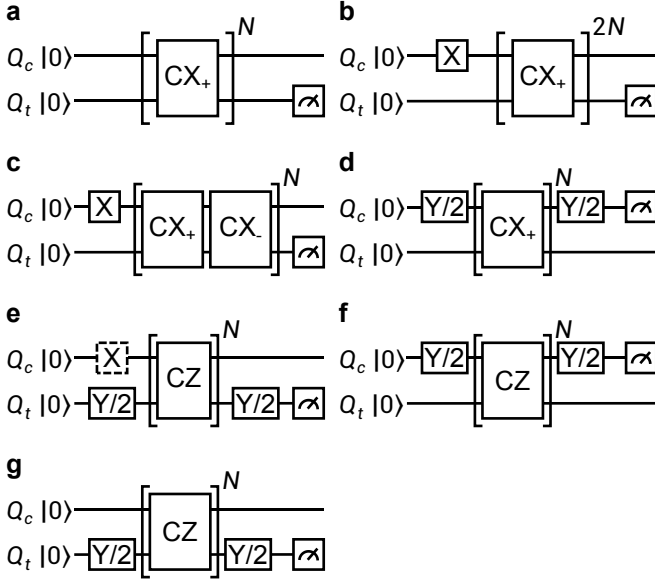 a
N
Q_c |0⟩
CX₊
Q_t |0⟩
b
2N
Q_c |0⟩ X
CX₊
Q_t |0⟩
c
N
Q_c |0⟩ X
CX₊ CX₋
Q_t |0⟩
d
N
Q_c |0⟩ Y/2 Y/2
CX₊
Q_t |0⟩
e
N
Q_c |0⟩ X
CZ
Q_t |0⟩ Y/2 Y/2
f
N
Q_c |0⟩ Y/2 Y/2
CZ
Q_t |0⟩
g
N
Q_c |0⟩
CZ
Q_t |0⟩ Y/2 Y/2